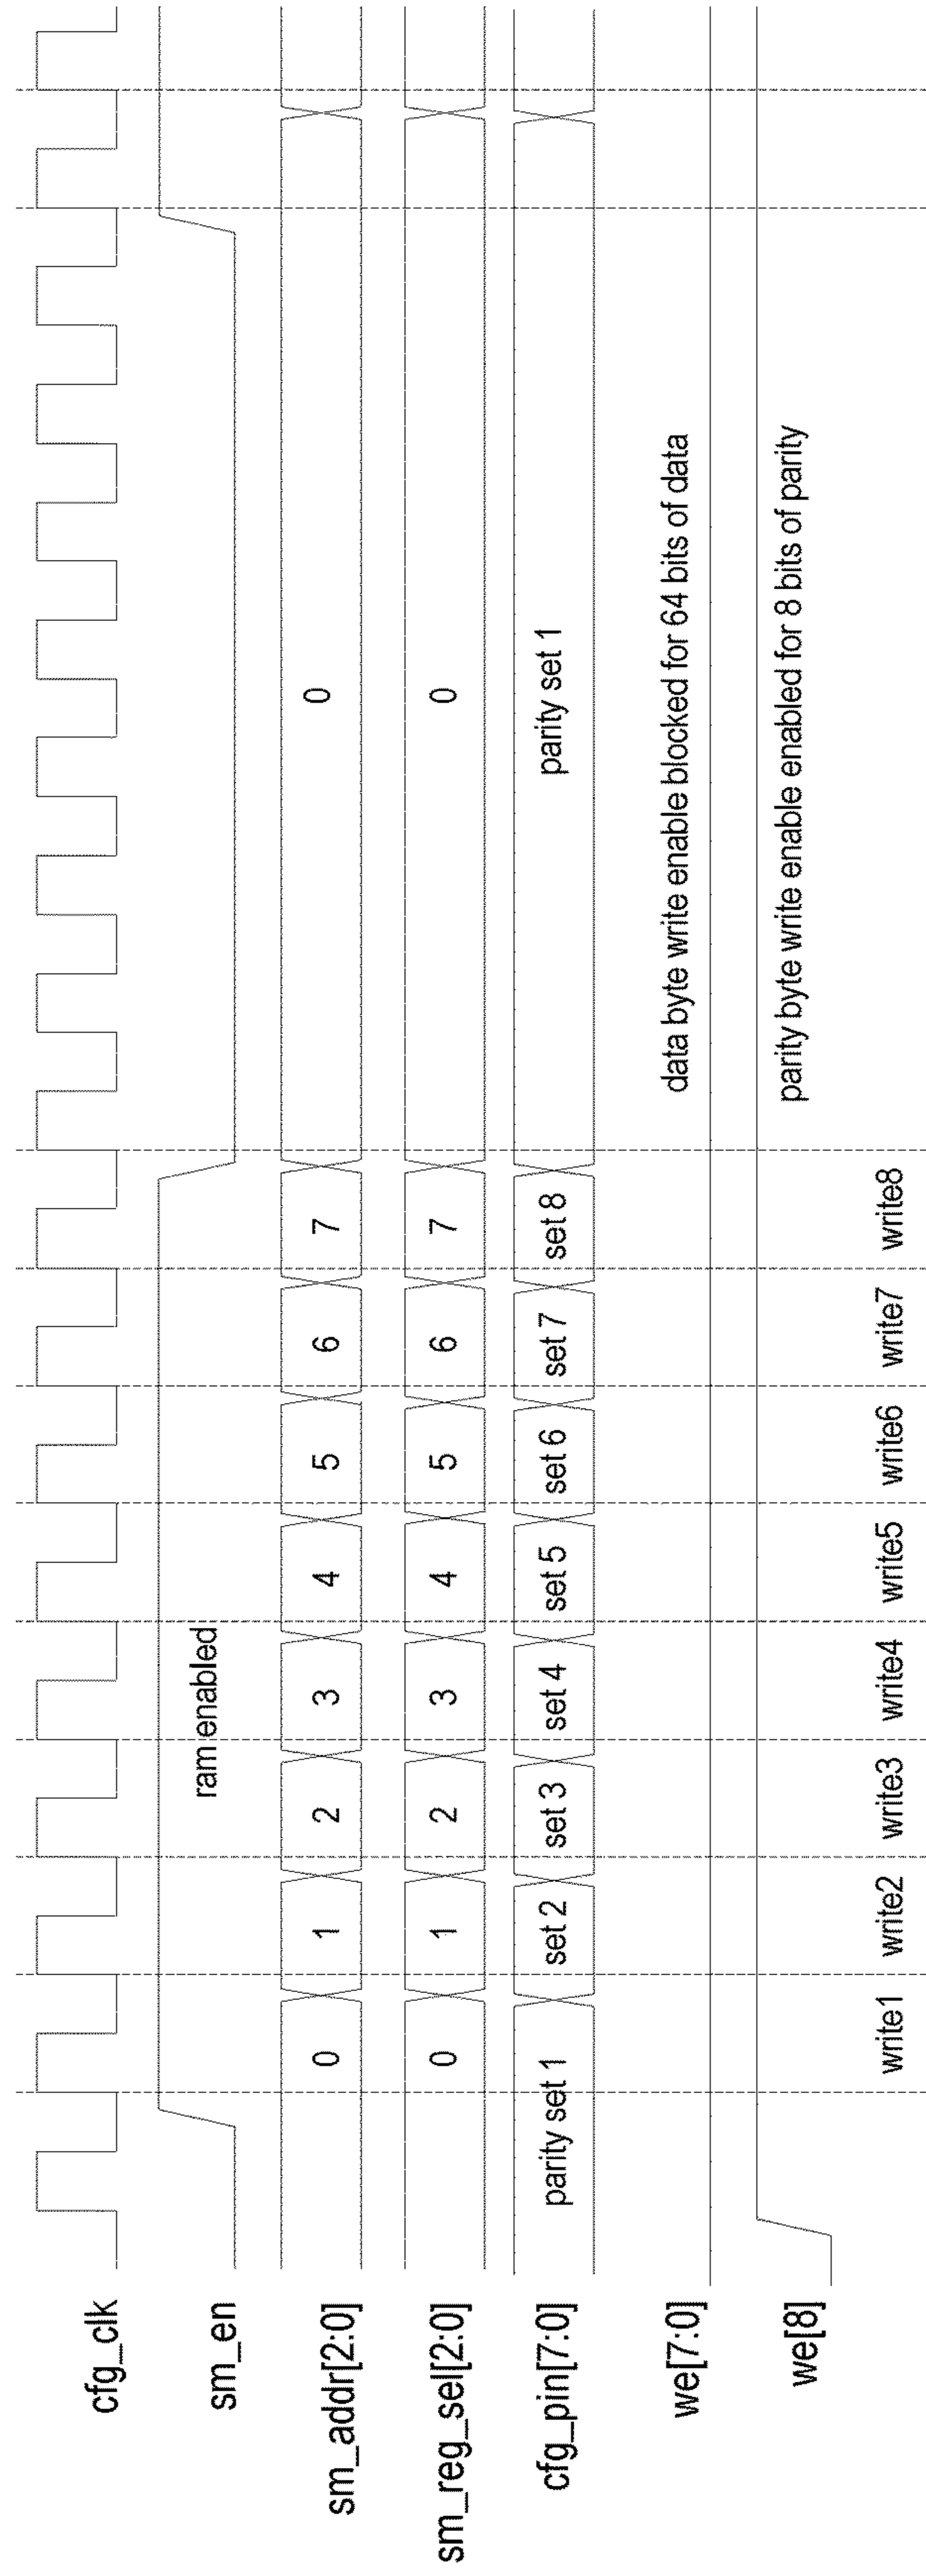 cfg_clk
sm_en
ram enabled
sm_addr[2:0]
0 1 2 3 4 5 6 7 0
sm_reg_sel[2:0]
0 1 2 3 4 5 6 7 0
cfg_pin[7:0]
parity set 1 set 2 set 3 set 4 set 5 set 6 set 7 set 8 parity set 1
we[7:0]
data byte write enable blocked for 64 bits of data
we[8]
parity byte write enable enabled for 8 bits of parity
write1 write2 write3 write4 write5 write6 write7 write8